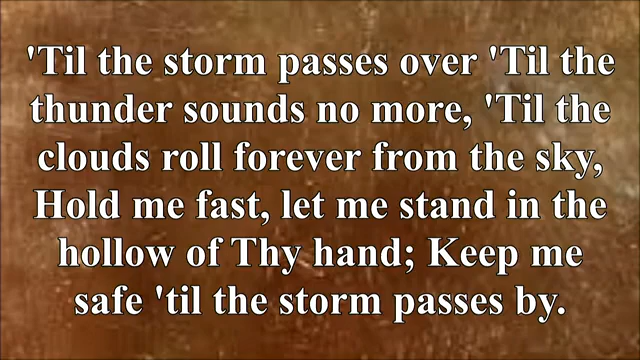 'Til the storm passes over 'Til the
thunder sounds no more, 'Til the
clouds roll forever from the sky,
Hold me fast, let me stand in the
hollow of Thy hand; Keep me
safe 'til the storm passes by.